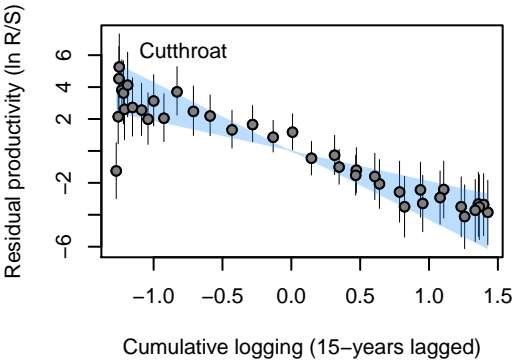 Residual productivity (ln R/S)
Cutthroat
6
4
2
−2
−6
−1.0 −0.5 0.0 0.5 1.0 1.5
Cumulative logging (15−years lagged)